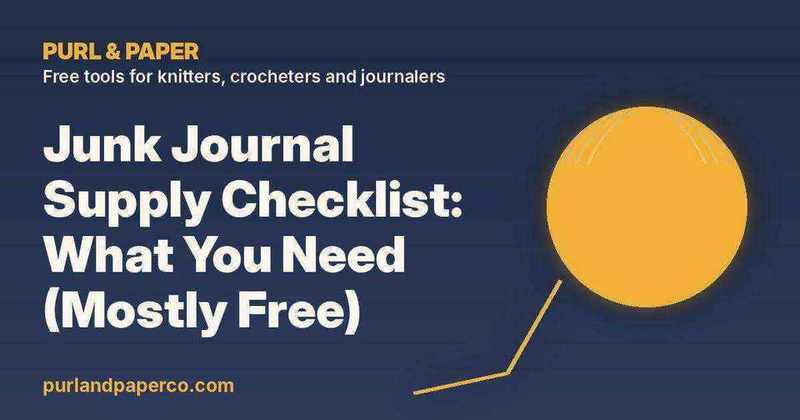 PURL & PAPER
Free tools for knitters, crocheters and journalers
Junk Journal
Supply Checklist:
What You Need
(Mostly Free)
purlandpaperco.com